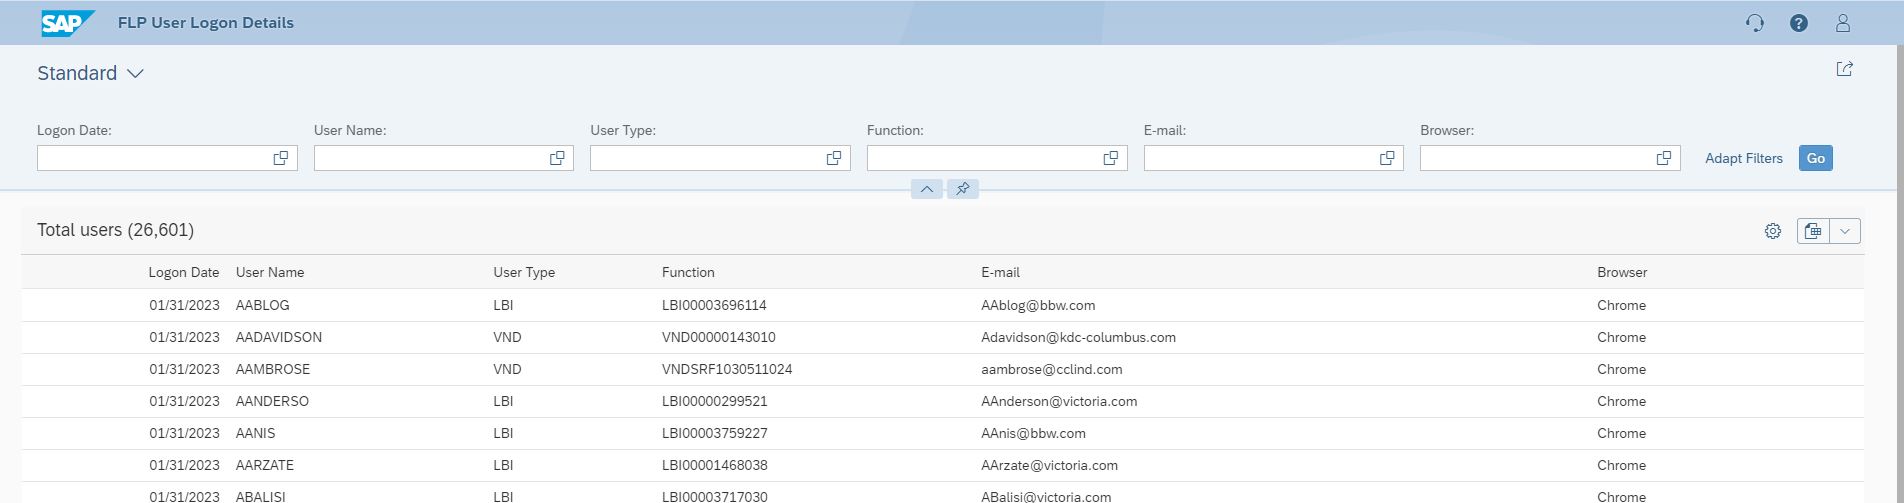 SAP FLP User Logon Details
Standard
Logon Date: User Name: User Type: Function: E-mail: Browser:
Adapt Filters Go
Total users (26,601)
Logon Date User Name User Type Function E-mail Browser
01/31/2023 AABLOG LBI LBI00003696114 AAblog@bbw.com Chrome
01/31/2023 AADAVIDSON VND VND00000143010 Adavidson@kdc-columbus.com Chrome
01/31/2023 AAMBROSE VND VNDSRF1030511024 aambrose@cclind.com Chrome
01/31/2023 AANDERSO LBI LBI00000299521 AAnderson@victoria.com Chrome
01/31/2023 AANIS LBI LBI00003759227 AAnis@bbw.com Chrome
01/31/2023 AARZATE LBI LBI00001468038 AArzate@victoria.com Chrome
01/31/2023 ABALISI LBI LBI00003717030 ABalisi@victoria.com Chrome